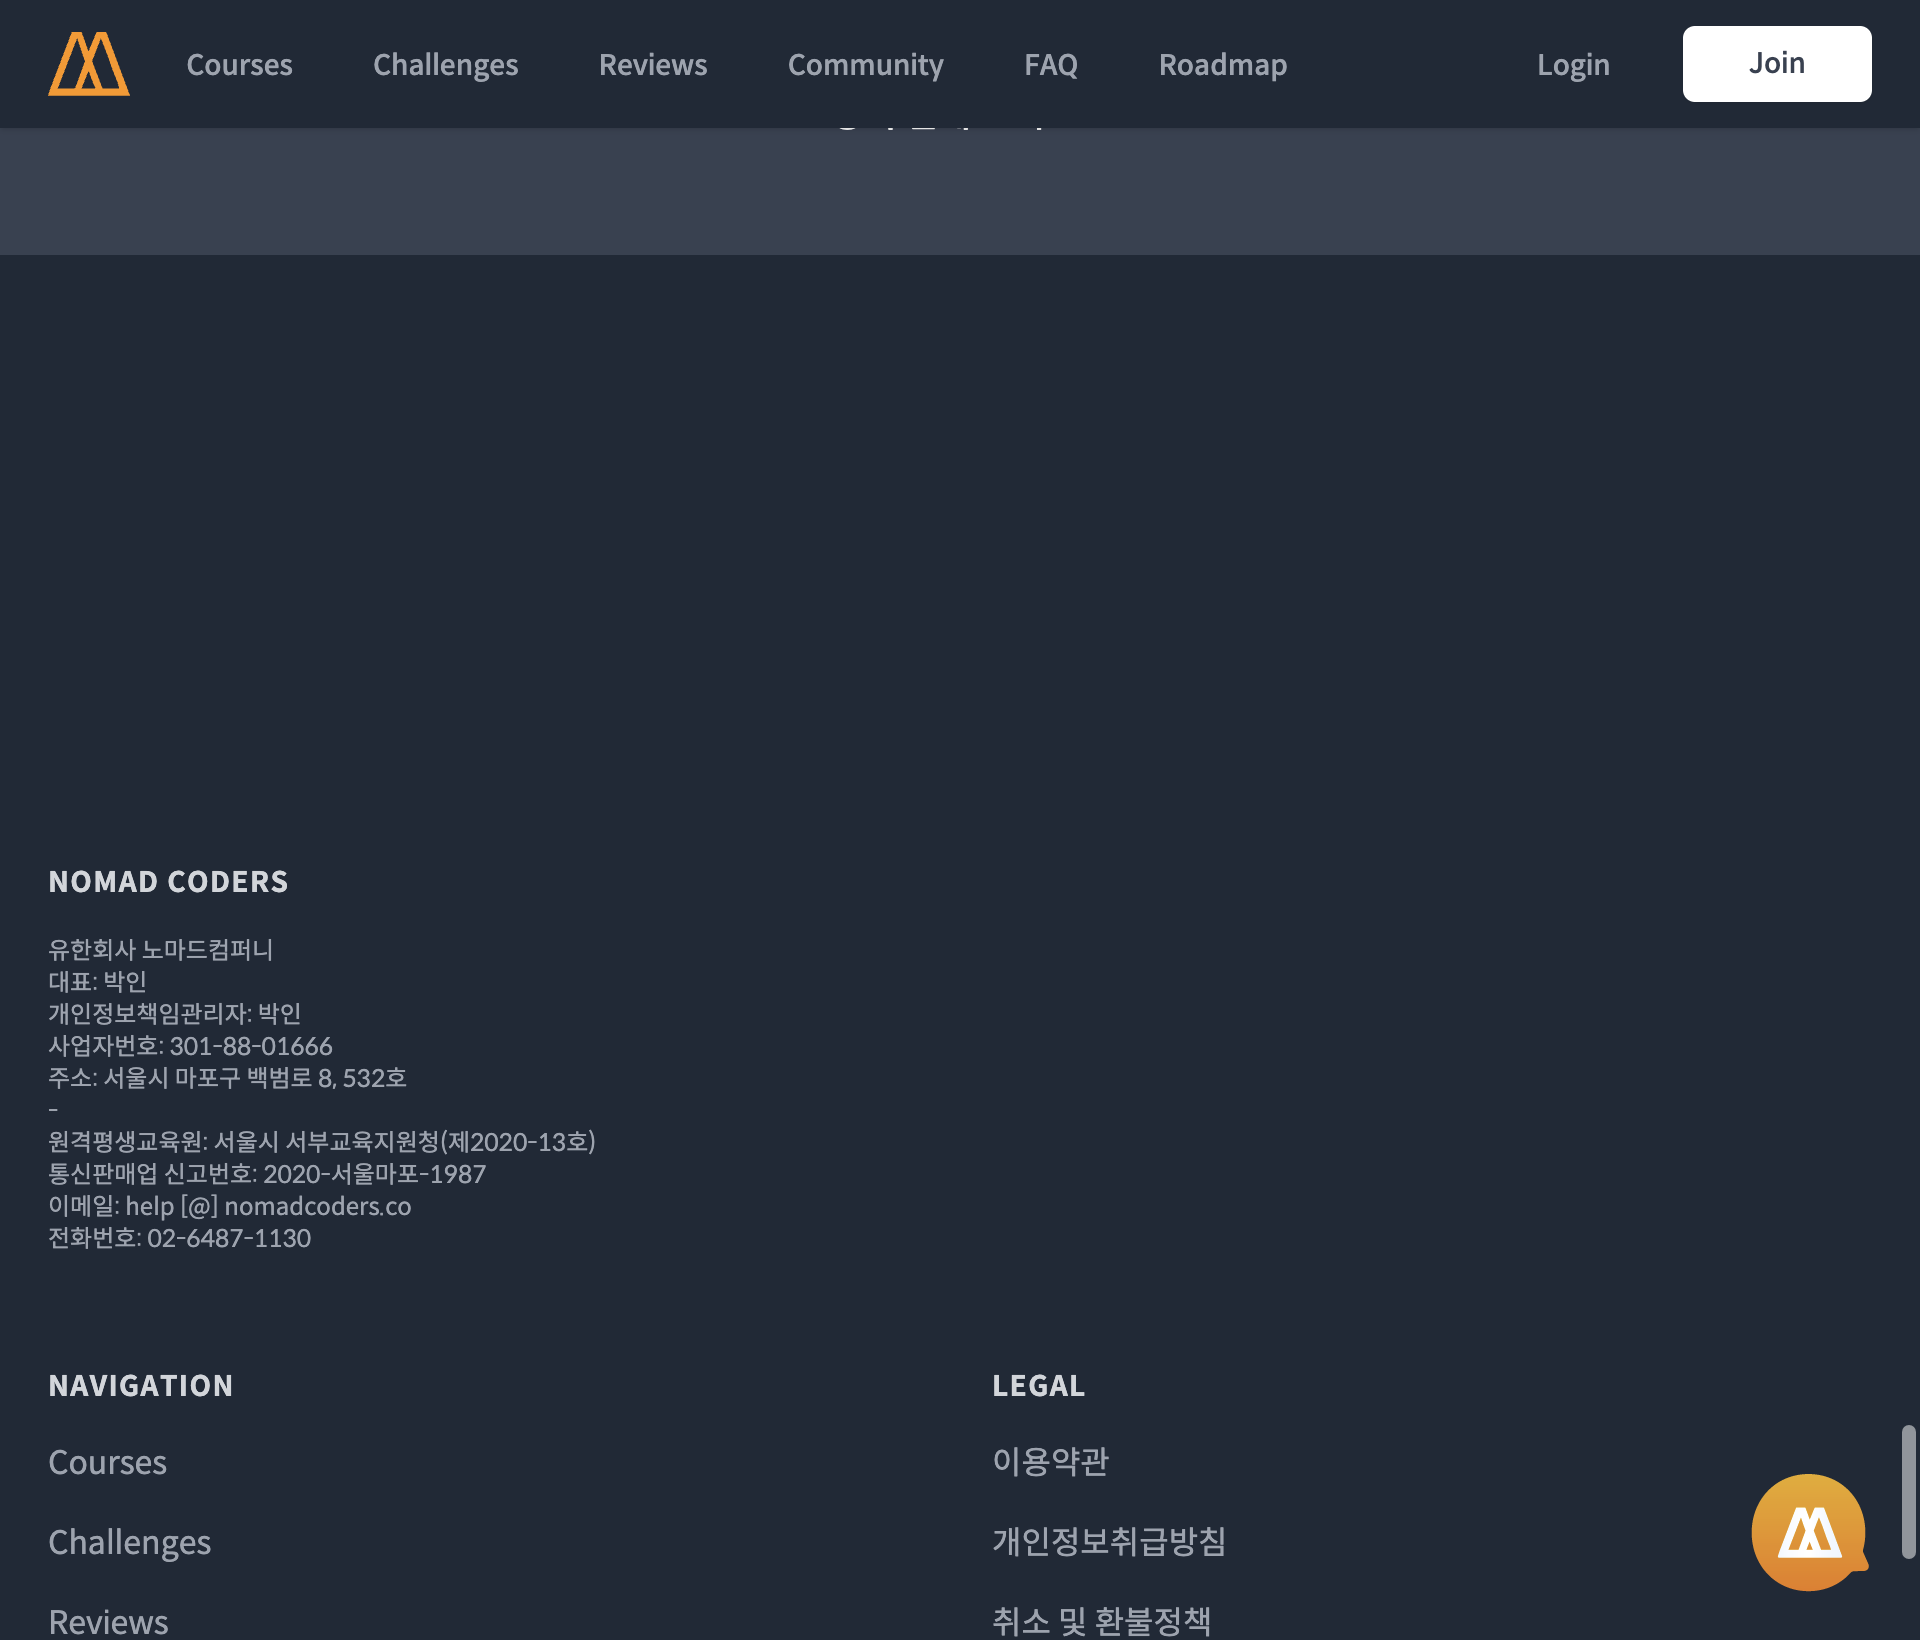 Courses Challenges Reviews Community FAQ Roadmap Login Join
NOMAD CODERS
유한회사 노마드컴퍼니
대표: 박인
개인정보책임관리자: 박인
사업자번호: 301-88-01666
주소: 서울시 마포구 백범로 8, 532호
-
원격평생교육원: 서울시 서부교육지원청(제2020-13호)
통신판매업 신고번호: 2020-서울마포-1987
이메일: help [@] nomadcoders.co
전화번호: 02-6487-1130
NAVIGATION
Courses
Challenges
Reviews
LEGAL
이용약관
개인정보취급방침
취소 및 환불정책